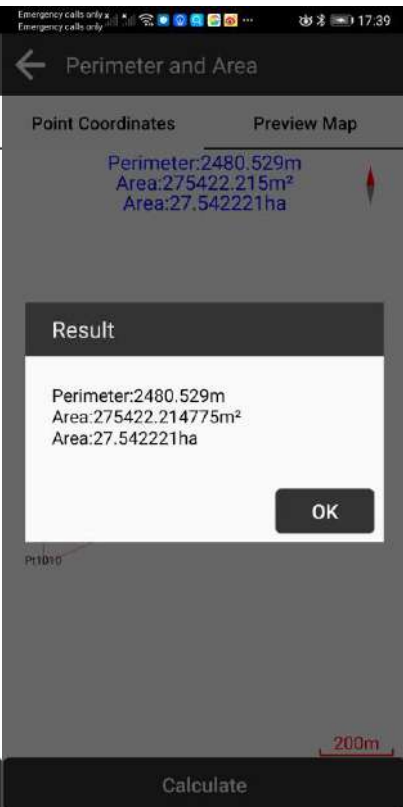 Emergency calls only
Emergency calls only
17:39
Perimeter and Area
Point Coordinates
Preview Map
Perimeter:2480.529m
Area:275422.215m²
Area:27.542221ha
Result
Perimeter:2480.529m
Area:275422.214775m²
Area:27.542221ha
OK
Pt1010
200m
Calculate